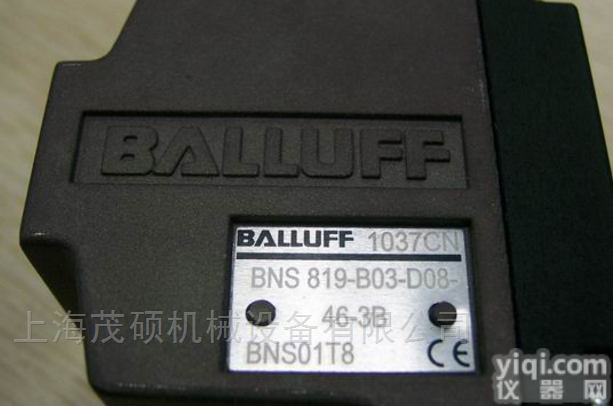 BALLUFF
BALLUFF 1037CN
BNS 819-B03-D08-
46-3B
上海茂硕机械设备有限公司
BNS01T8 CE
yiqi.com
仪器网